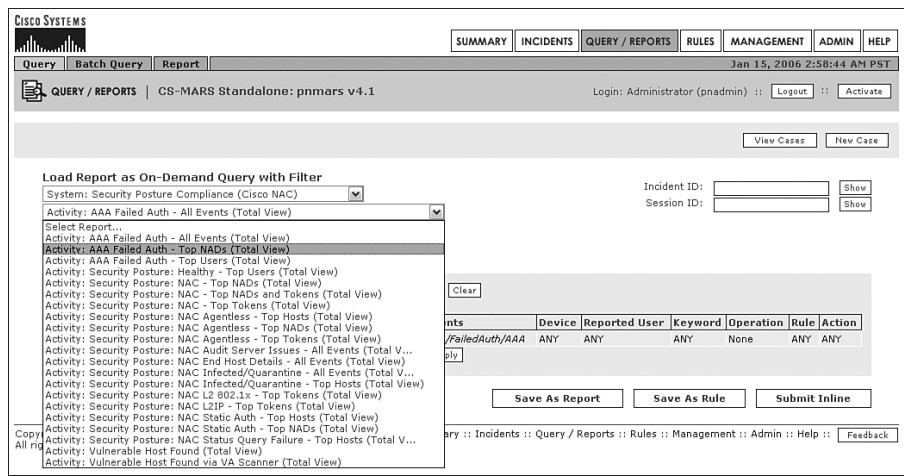 CISCO SYSTEMS
SUMMARY INCIDENTS QUERY / REPORTS RULES MANAGEMENT ADMIN HELP
Query Batch Query Report Jan 15, 2006 2:58:44 AM PST
QUERY / REPORTS | CS-MARS Standalone: pnmars v4.1 Login: Administrator (pnadmin) :: Logout :: Activate
View Cases New Case
Load Report as On-Demand Query with Filter
System: Security Posture Compliance (Cisco NAC)
Incident ID: Show
Activity: AAA Failed Auth - All Events (Total View)
Session ID: Show
Select Report...
Activity: AAA Failed Auth - All Events (Total View)
Activity: AAA Failed Auth - Top NADs (Total View)
Activity: AAA Failed Auth - Top Users (Total View)
Activity: Security Posture: Healthy - Top Users (Total View)
Activity: Security Posture: NAC - Top NADs (Total View)
Activity: Security Posture: NAC - Top NADs and Tokens (Total View)
Activity: Security Posture: NAC - Top Tokens (Total View)
Activity: Security Posture: NAC Agentless - Top Hosts (Total View)
Activity: Security Posture: NAC Agentless - Top NADs (Total View)
Activity: Security Posture: NAC Agentless - Top Tokens (Total View)
Activity: Security Posture: NAC Audit Server Issues - All Events (Total V...
Activity: Security Posture: NAC End Host Details - All Events (Total View)
Activity: Security Posture: NAC Infected/Quarantine - All Events (Total V...
Activity: Security Posture: NAC Infected/Quarantine - Top Hosts (Total View)
Activity: Security Posture: NAC L2 802.1x - Top Tokens (Total View)
Activity: Security Posture: NAC L2IP - Top Tokens (Total View)
Activity: Security Posture: NAC Static Auth - Top Hosts (Total View)
Activity: Security Posture: NAC Static Auth - Top NADs (Total View)
Activity: Security Posture: NAC Status Query Failure - Top Hosts (Total V...
Activity: Vulnerable Host Found (Total View)
Activity: Vulnerable Host Found via VA Scanner (Total View)
Clear
nts Device Reported User Keyword Operation Rule Action
/FailedAuth/AAA ANY ANY ANY None ANY ANY
ply
Save As Report Save As Rule Submit Inline
Copy ary :: Incidents :: Query / Reports :: Rules :: Management :: Admin :: Help :: Feedback
All rig